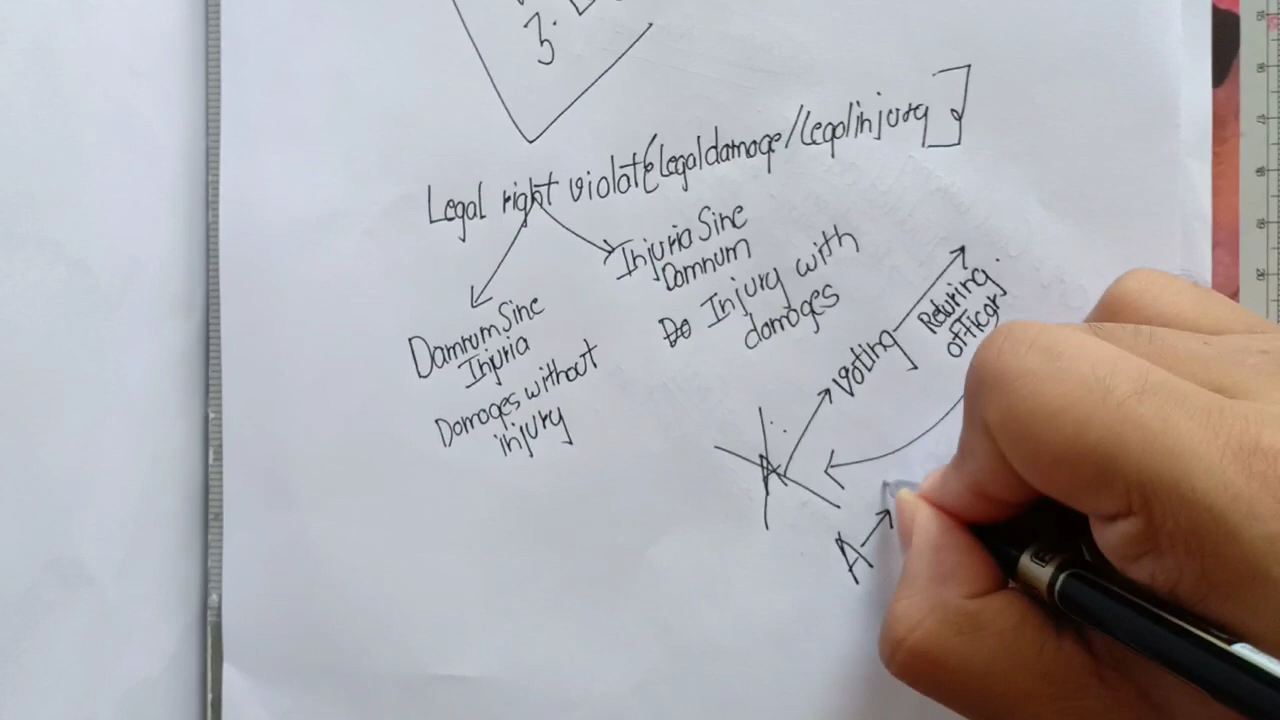 3.
Legal right violate [legal damage/legal injury]
Injuria Sine
Damnum
Do Injury with
damages
Damnum Sine
Injuria
Damages without
injury
Voting
Returing
officer
A
A